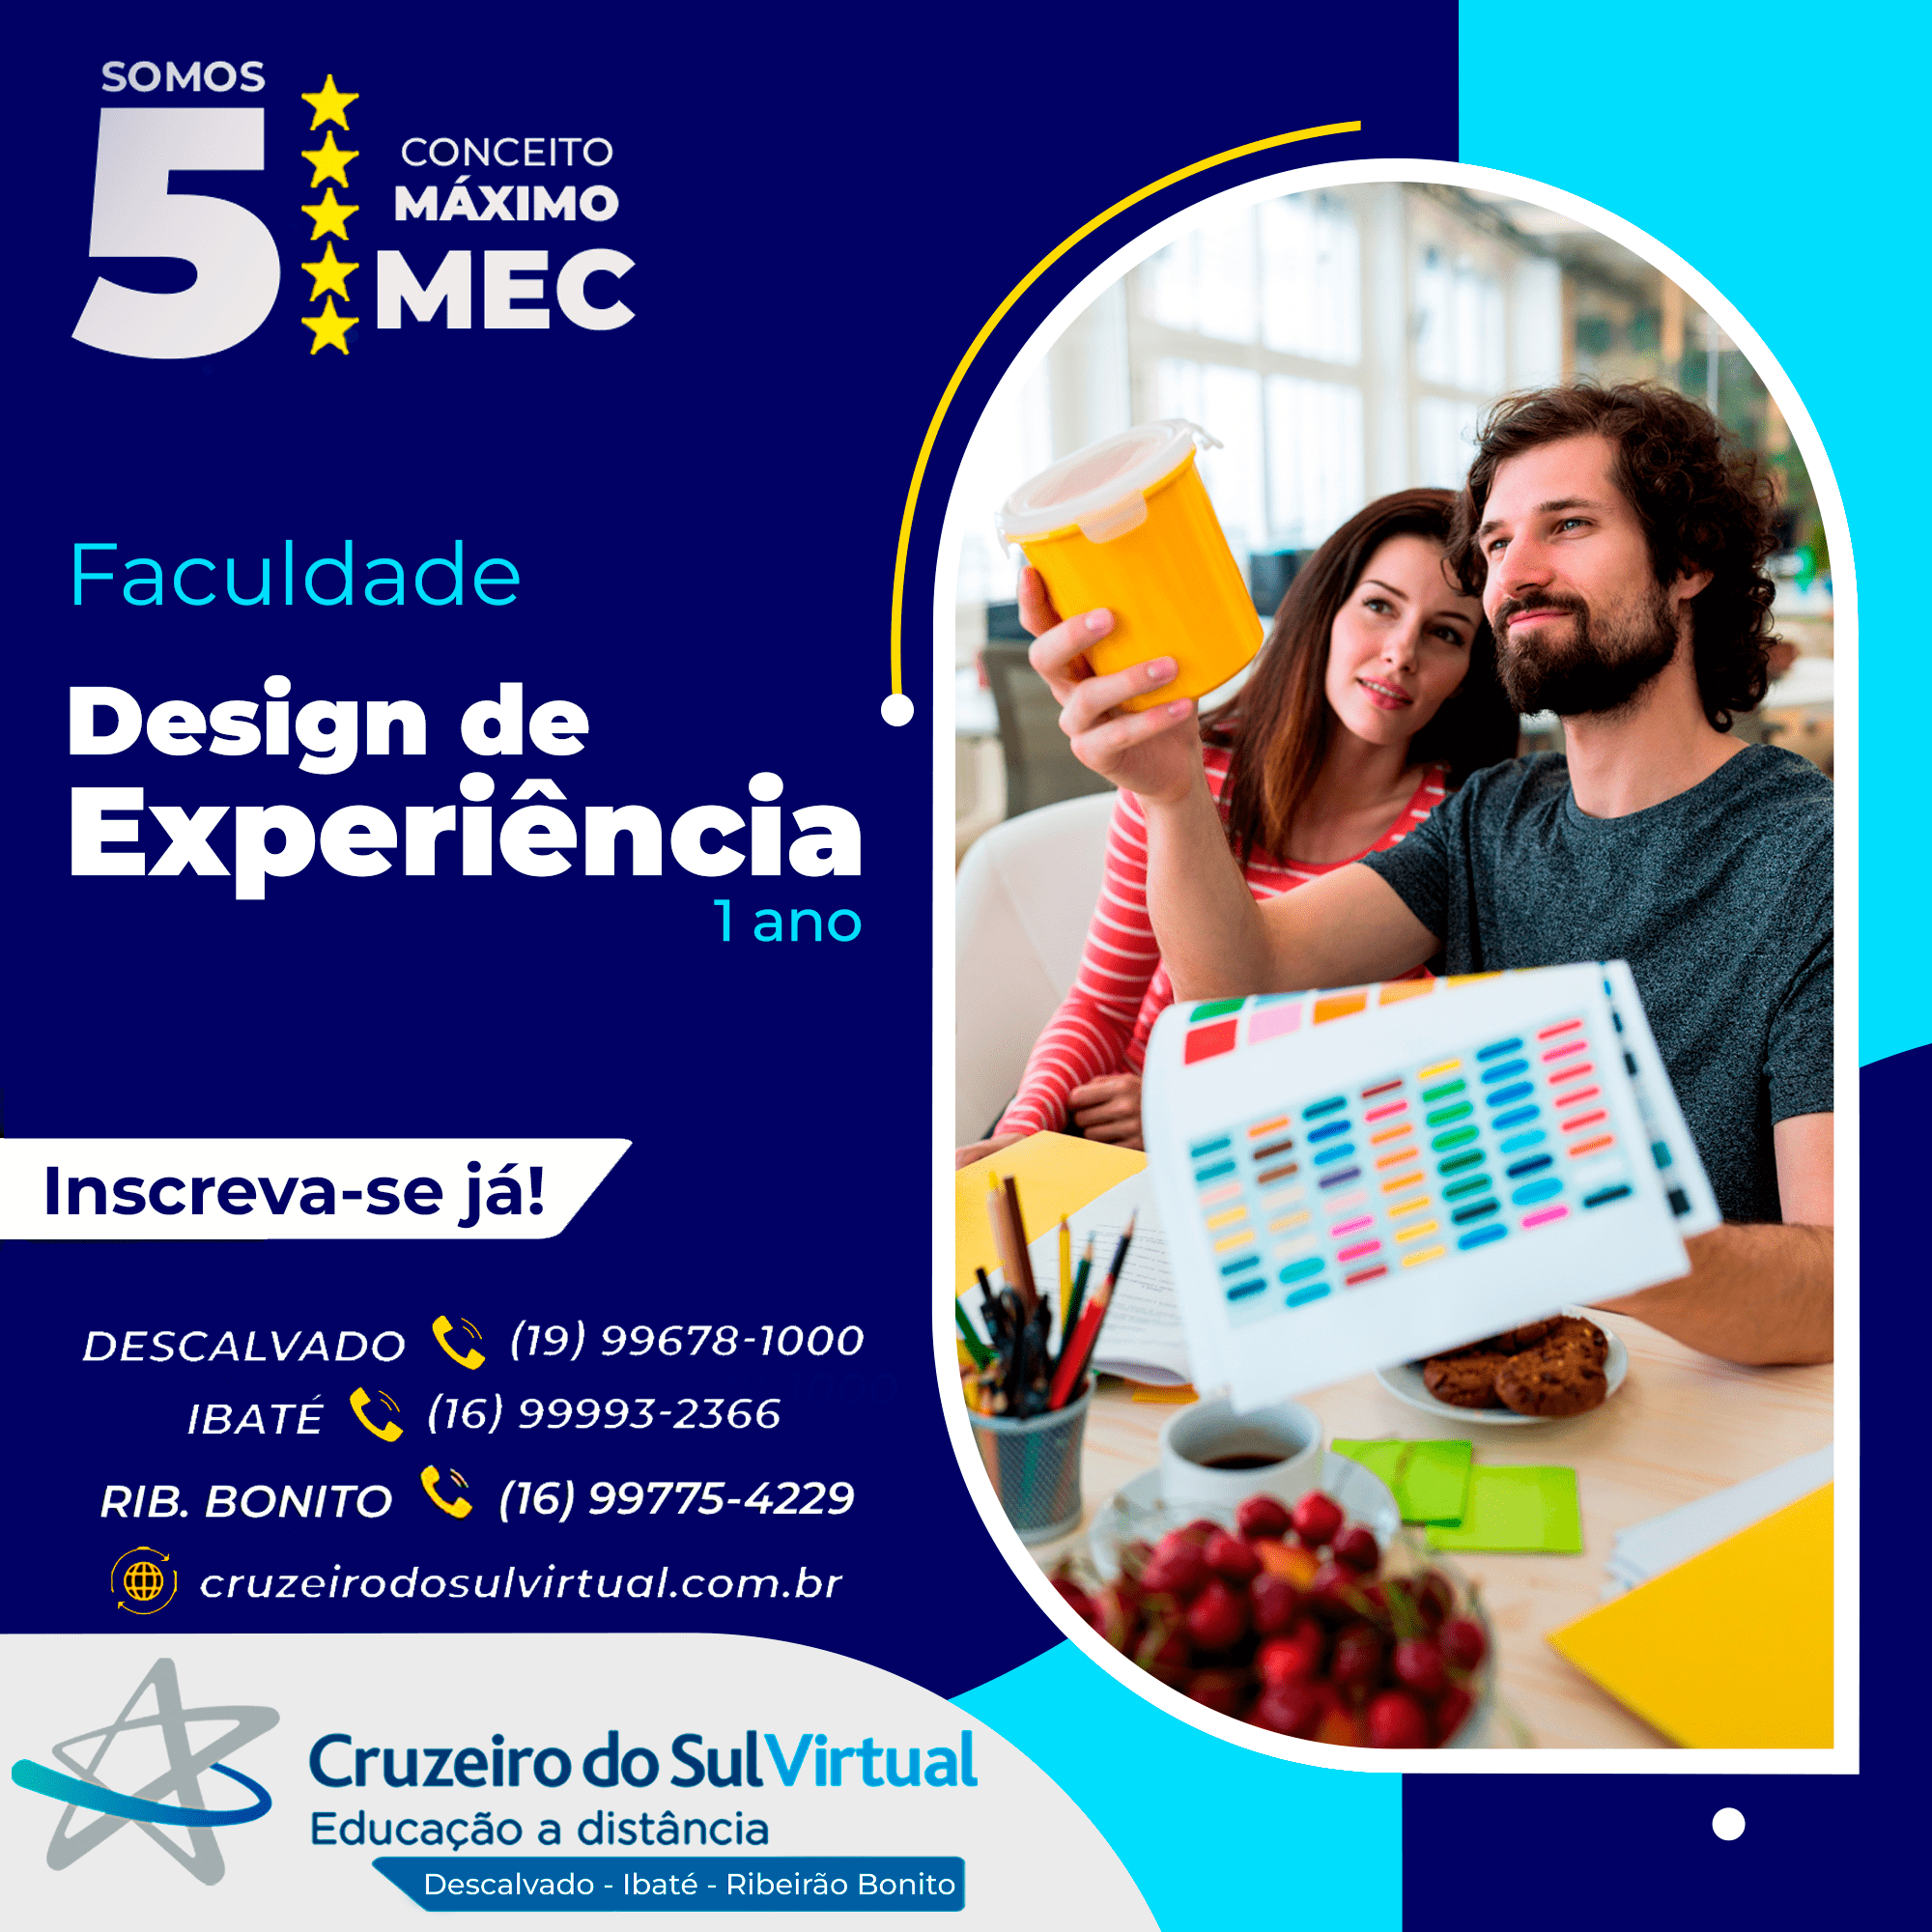 SOMOS
5
CONCEITO
MÁXIMO
MEC
Faculdade
Design de
Experiência
1 ano
Inscreva-se já!
DESCALVADO (19) 99678-1000
IBATÉ (16) 99993-2366
RIB. BONITO (16) 99775-4229
cruzeirodosulvirtual.com.br
Cruzeiro do Sul Virtual
Educação a distância
Descalvado - Ibaté - Ribeirão Bonito